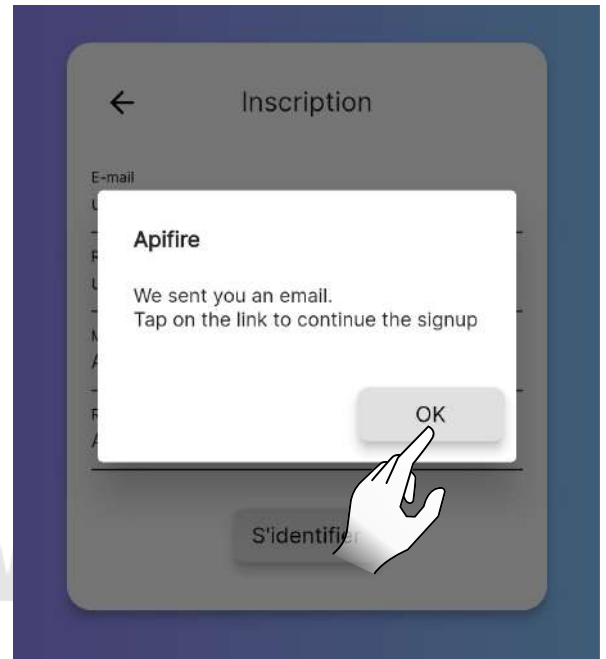 Inscription
E-mail
Apifire
We sent you an email.
Tap on the link to continue the signup
OK
S'identifier